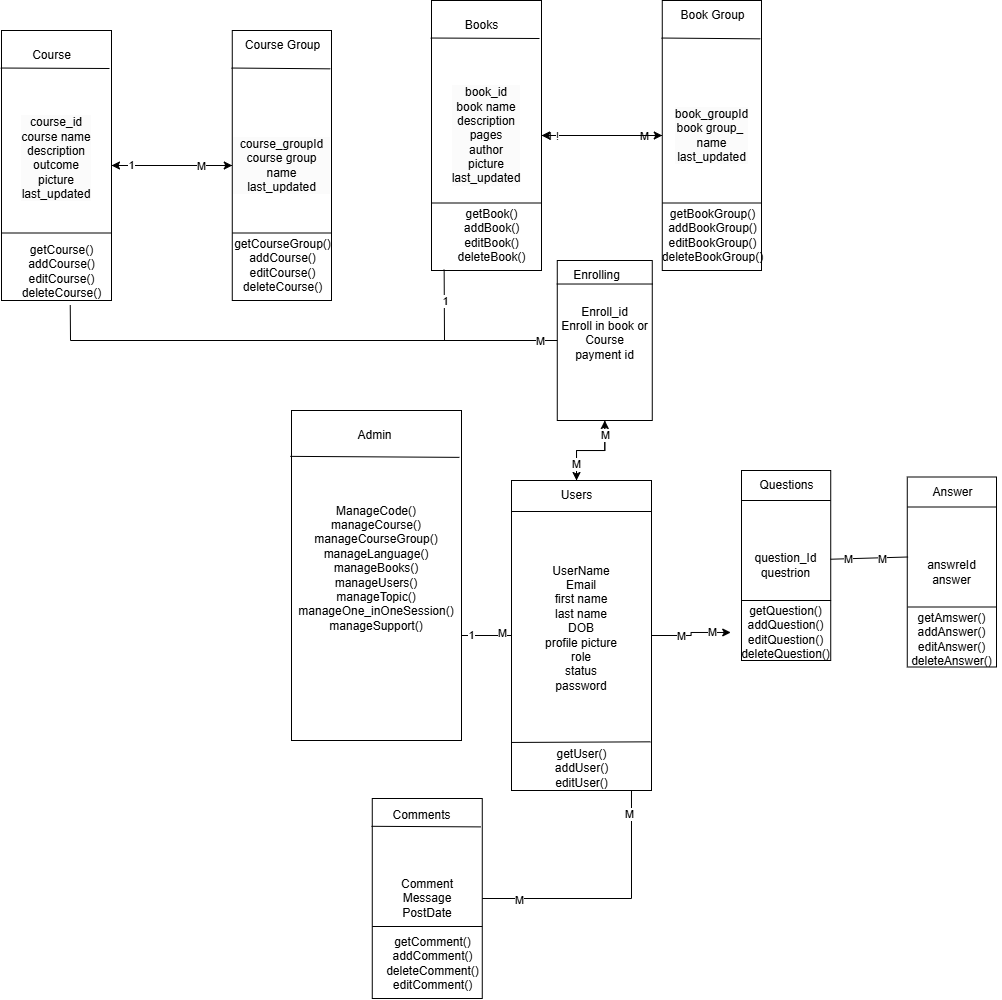 Course
course_id
course name
description
outcome
picture
last_updated
getCourse()
addCourse()
editCourse()
deleteCourse()
1
M
Course Group
course_groupId
course group
name
last_updated
getCourseGroup()
addCourse()
editCourse()
deleteCourse()
Books
book_id
book name
description
pages
author
picture
last_updated
getBook()
addBook()
editBook()
deleteBook()
!
M
Book Group
book_groupId
book group_
name
last_updated
getBookGroup()
addBookGroup()
editBookGroup()
deleteBookGroup()
1
M
Enrolling
Enroll_id
Enroll in book or
Course
payment id
M
M
Admin
ManageCode()
manageCourse()
manageCourseGroup()
manageLanguage()
manageBooks()
manageUsers()
manageTopic()
manageOne_inOneSession()
manageSupport()
1
M
Users
UserName
Email
first name
last name
DOB
profile picture
role
status
password
getUser()
addUser()
editUser()
M
M
Questions
question_Id
questrion
getQuestion()
addQuestion()
editQuestion()
deleteQuestion()
M
M
Answer
answreId
answer
getAmswer()
addAnswer()
editAnswer()
deleteAnswer()
M
M
Comments
Comment
Message
PostDate
getComment()
addComment()
deleteComment()
editComment()